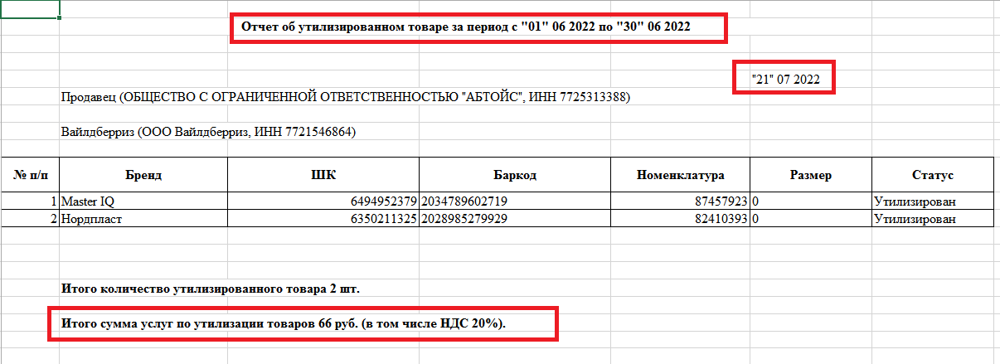 Отчет об утилизированном товаре за период с "01" 06 2022 по "30" 06 2022
"21" 07 2022
Продавец (ОБЩЕСТВО С ОГРАНИЧЕННОЙ ОТВЕТСТВЕННОСТЬЮ "АБТОЙС", ИНН 7725313388)
Вайлдберриз (ООО Вайлдберриз, ИНН 7721546864)
№ п/п Бренд ШК Баркод Номенклатура Размер Статус
1 Master IQ 6494952379 2034789602719 87457923 0 Утилизирован
2 Нордпласт 6350211325 2028985279929 82410393 0 Утилизирован
Итого количество утилизированного товара 2 шт.
Итого сумма услуг по утилизации товаров 66 руб. (в том числе НДС 20%).